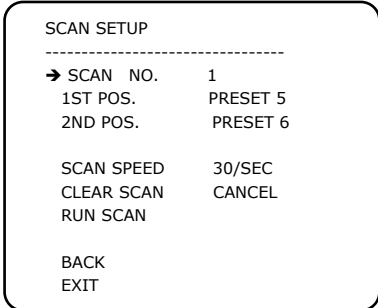 SCAN SETUP
---------------------------------
➔ SCAN NO. 1
1ST POS. PRESET 5
2ND POS. PRESET 6
SCAN SPEED 30/SEC
CLEAR SCAN CANCEL
RUN SCAN
BACK
EXIT